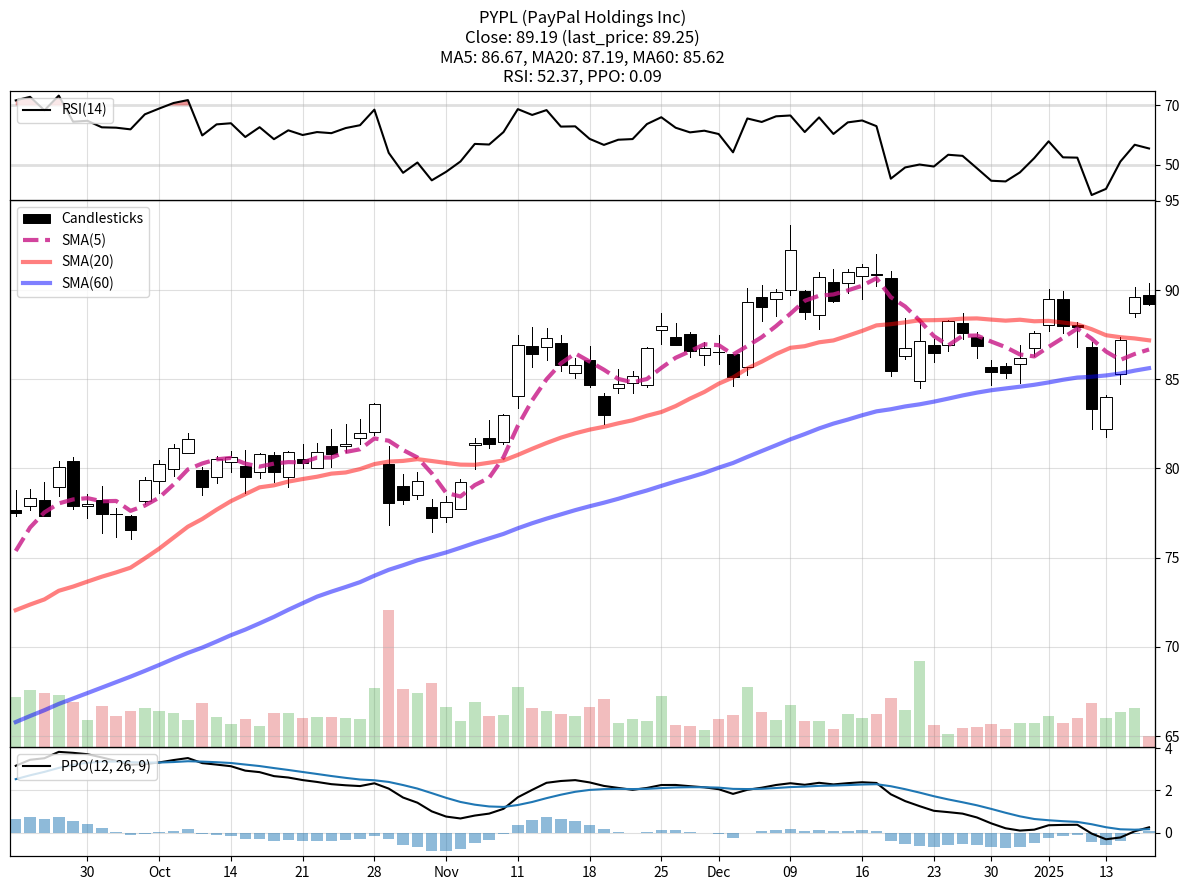 PYPL (PayPal Holdings Inc)
Close: 89.19 (last_price: 89.25)
MA5: 86.67, MA20: 87.19, MA60: 85.62
RSI: 52.37, PPO: 0.09
RSI(14)
70
50
95
Candlesticks
SMA(5)
SMA(20)
SMA(60)
90
85
80
75
70
65
PPO(12, 26, 9)
4
2
0
30 Oct 14 21 28 Nov 11 18 25 Dec 09 16 23 30 2025 13